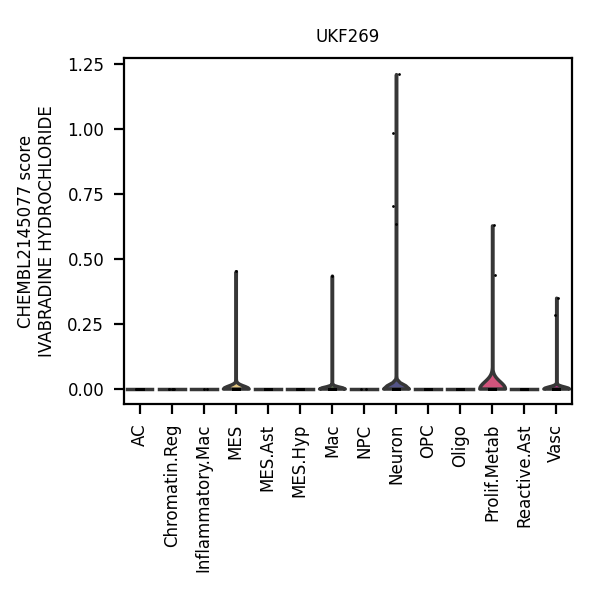 UKF269
CHEMBL2145077 score
IVABRADINE HYDROCHLORIDE
1.25
1.00
0.75
0.50
0.25
0.00
AC
Chromatin.Reg
Inflammatory.Mac
MES
MES.Ast
MES.Hyp
Mac
NPC
Neuron
OPC
Oligo
Prolif.Metab
Reactive.Ast
Vasc